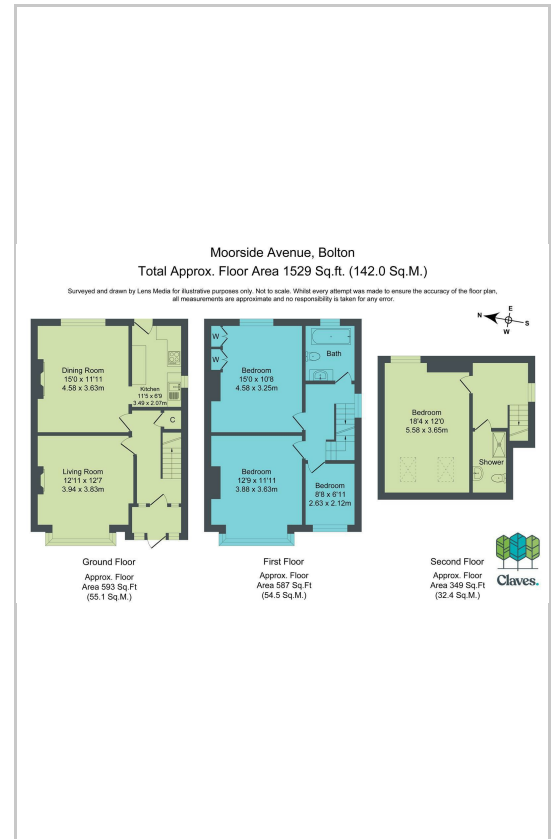 Moorside Avenue, Bolton
Total Approx. Floor Area 1529 Sq.ft. (142.0 Sq.M.)
Surveyed and drawn by Lens Media for illustrative purposes only. Not to scale. Whilst every attempt was made to ensure the accuracy of the floor plan,
all measurements are approximate and no responsibility is taken for any error.
N
E
S
W
Dining Room
15'0 x 11'11
4.58 x 3.63m
Kitchen
11'5 x 6'9
3.49 x 2.07m
C
Living Room
12'11 x 12'7
3.94 x 3.83m
Ground Floor
Approx. Floor
Area 593 Sq.Ft
(55.1 Sq.M.)
W
W
Bedroom
15'0 x 10'8
4.58 x 3.25m
Bath
Bedroom
12'9 x 11'11
3.88 x 3.63m
Bedroom
8'8 x 6'11
2.63 x 2.12m
First Floor
Approx. Floor
Area 587 Sq.Ft
(54.5 Sq.M.)
Bedroom
18'4 x 12'0
5.58 x 3.65m
Shower
Second Floor
Approx. Floor
Area 349 Sq.Ft
(32.4 Sq.M.)
Claves.